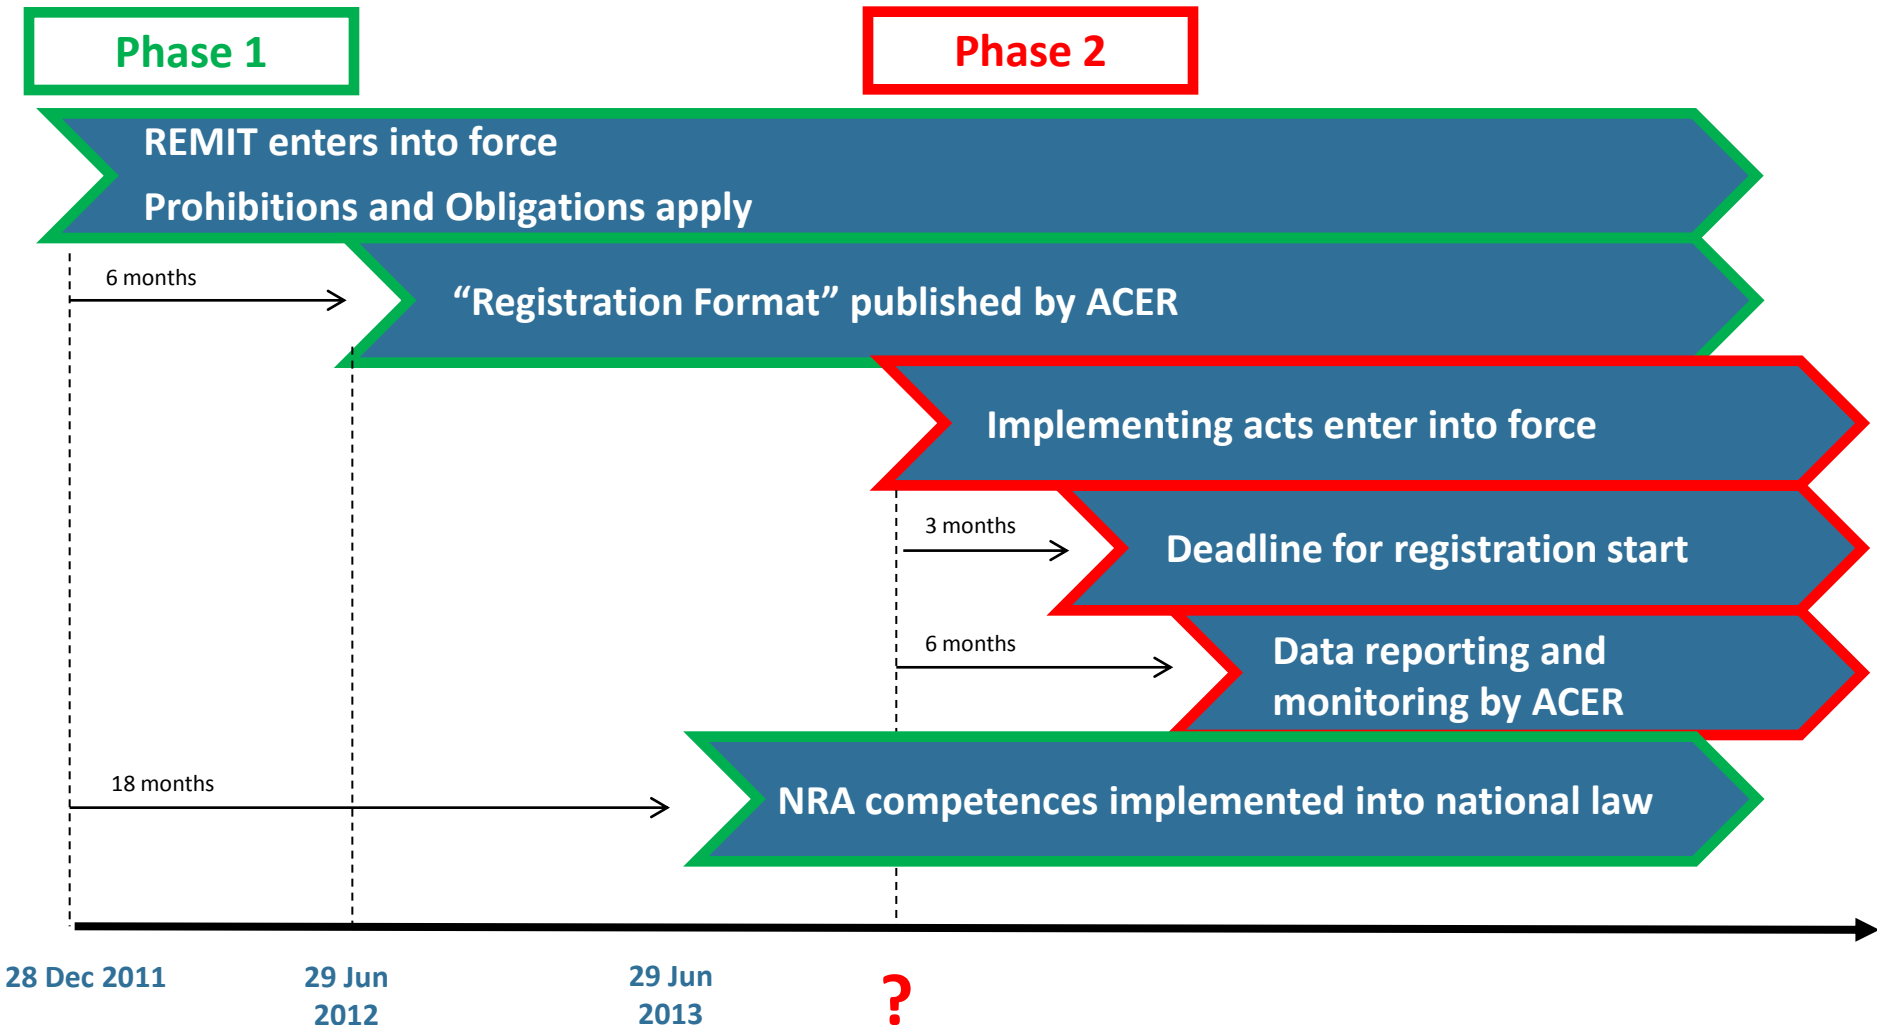 Phase 1
Phase 2
REMIT enters into force
Prohibitions and Obligations apply
6 months
“Registration Format” published by ACER
Implementing acts enter into force
3 months
Deadline for registration start
6 months
Data reporting and
monitoring by ACER
18 months
NRA competences implemented into national law
28 Dec 2011
29 Jun
2012
29 Jun
2013
?